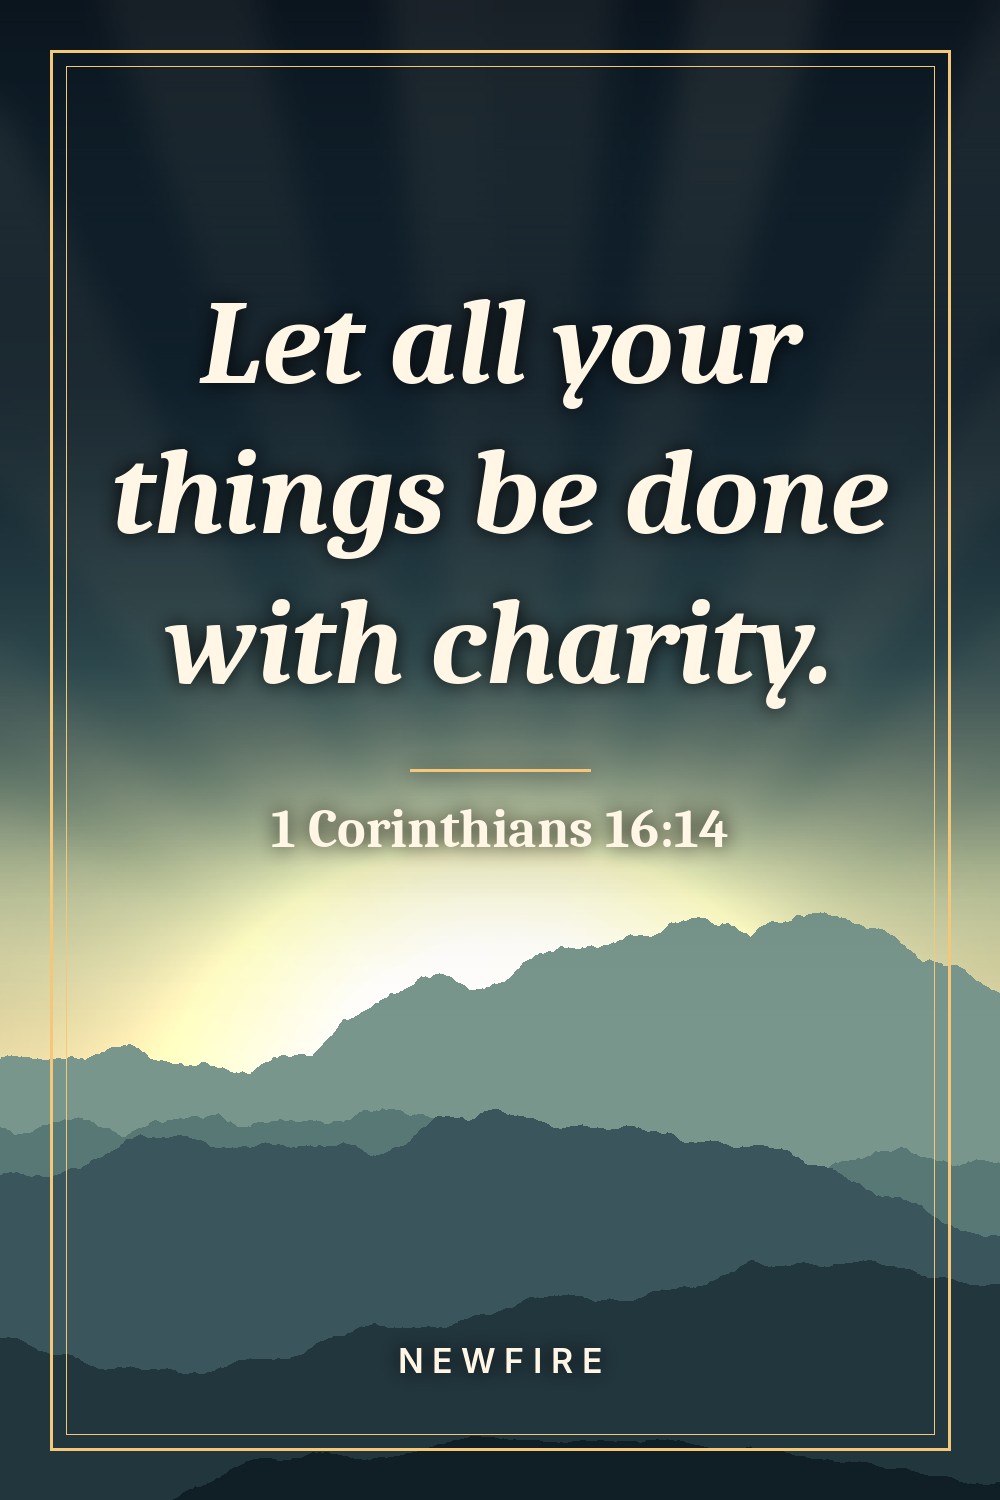 Let all your
things be done
with charity.
1 Corinthians 16:14
NEWFIRE